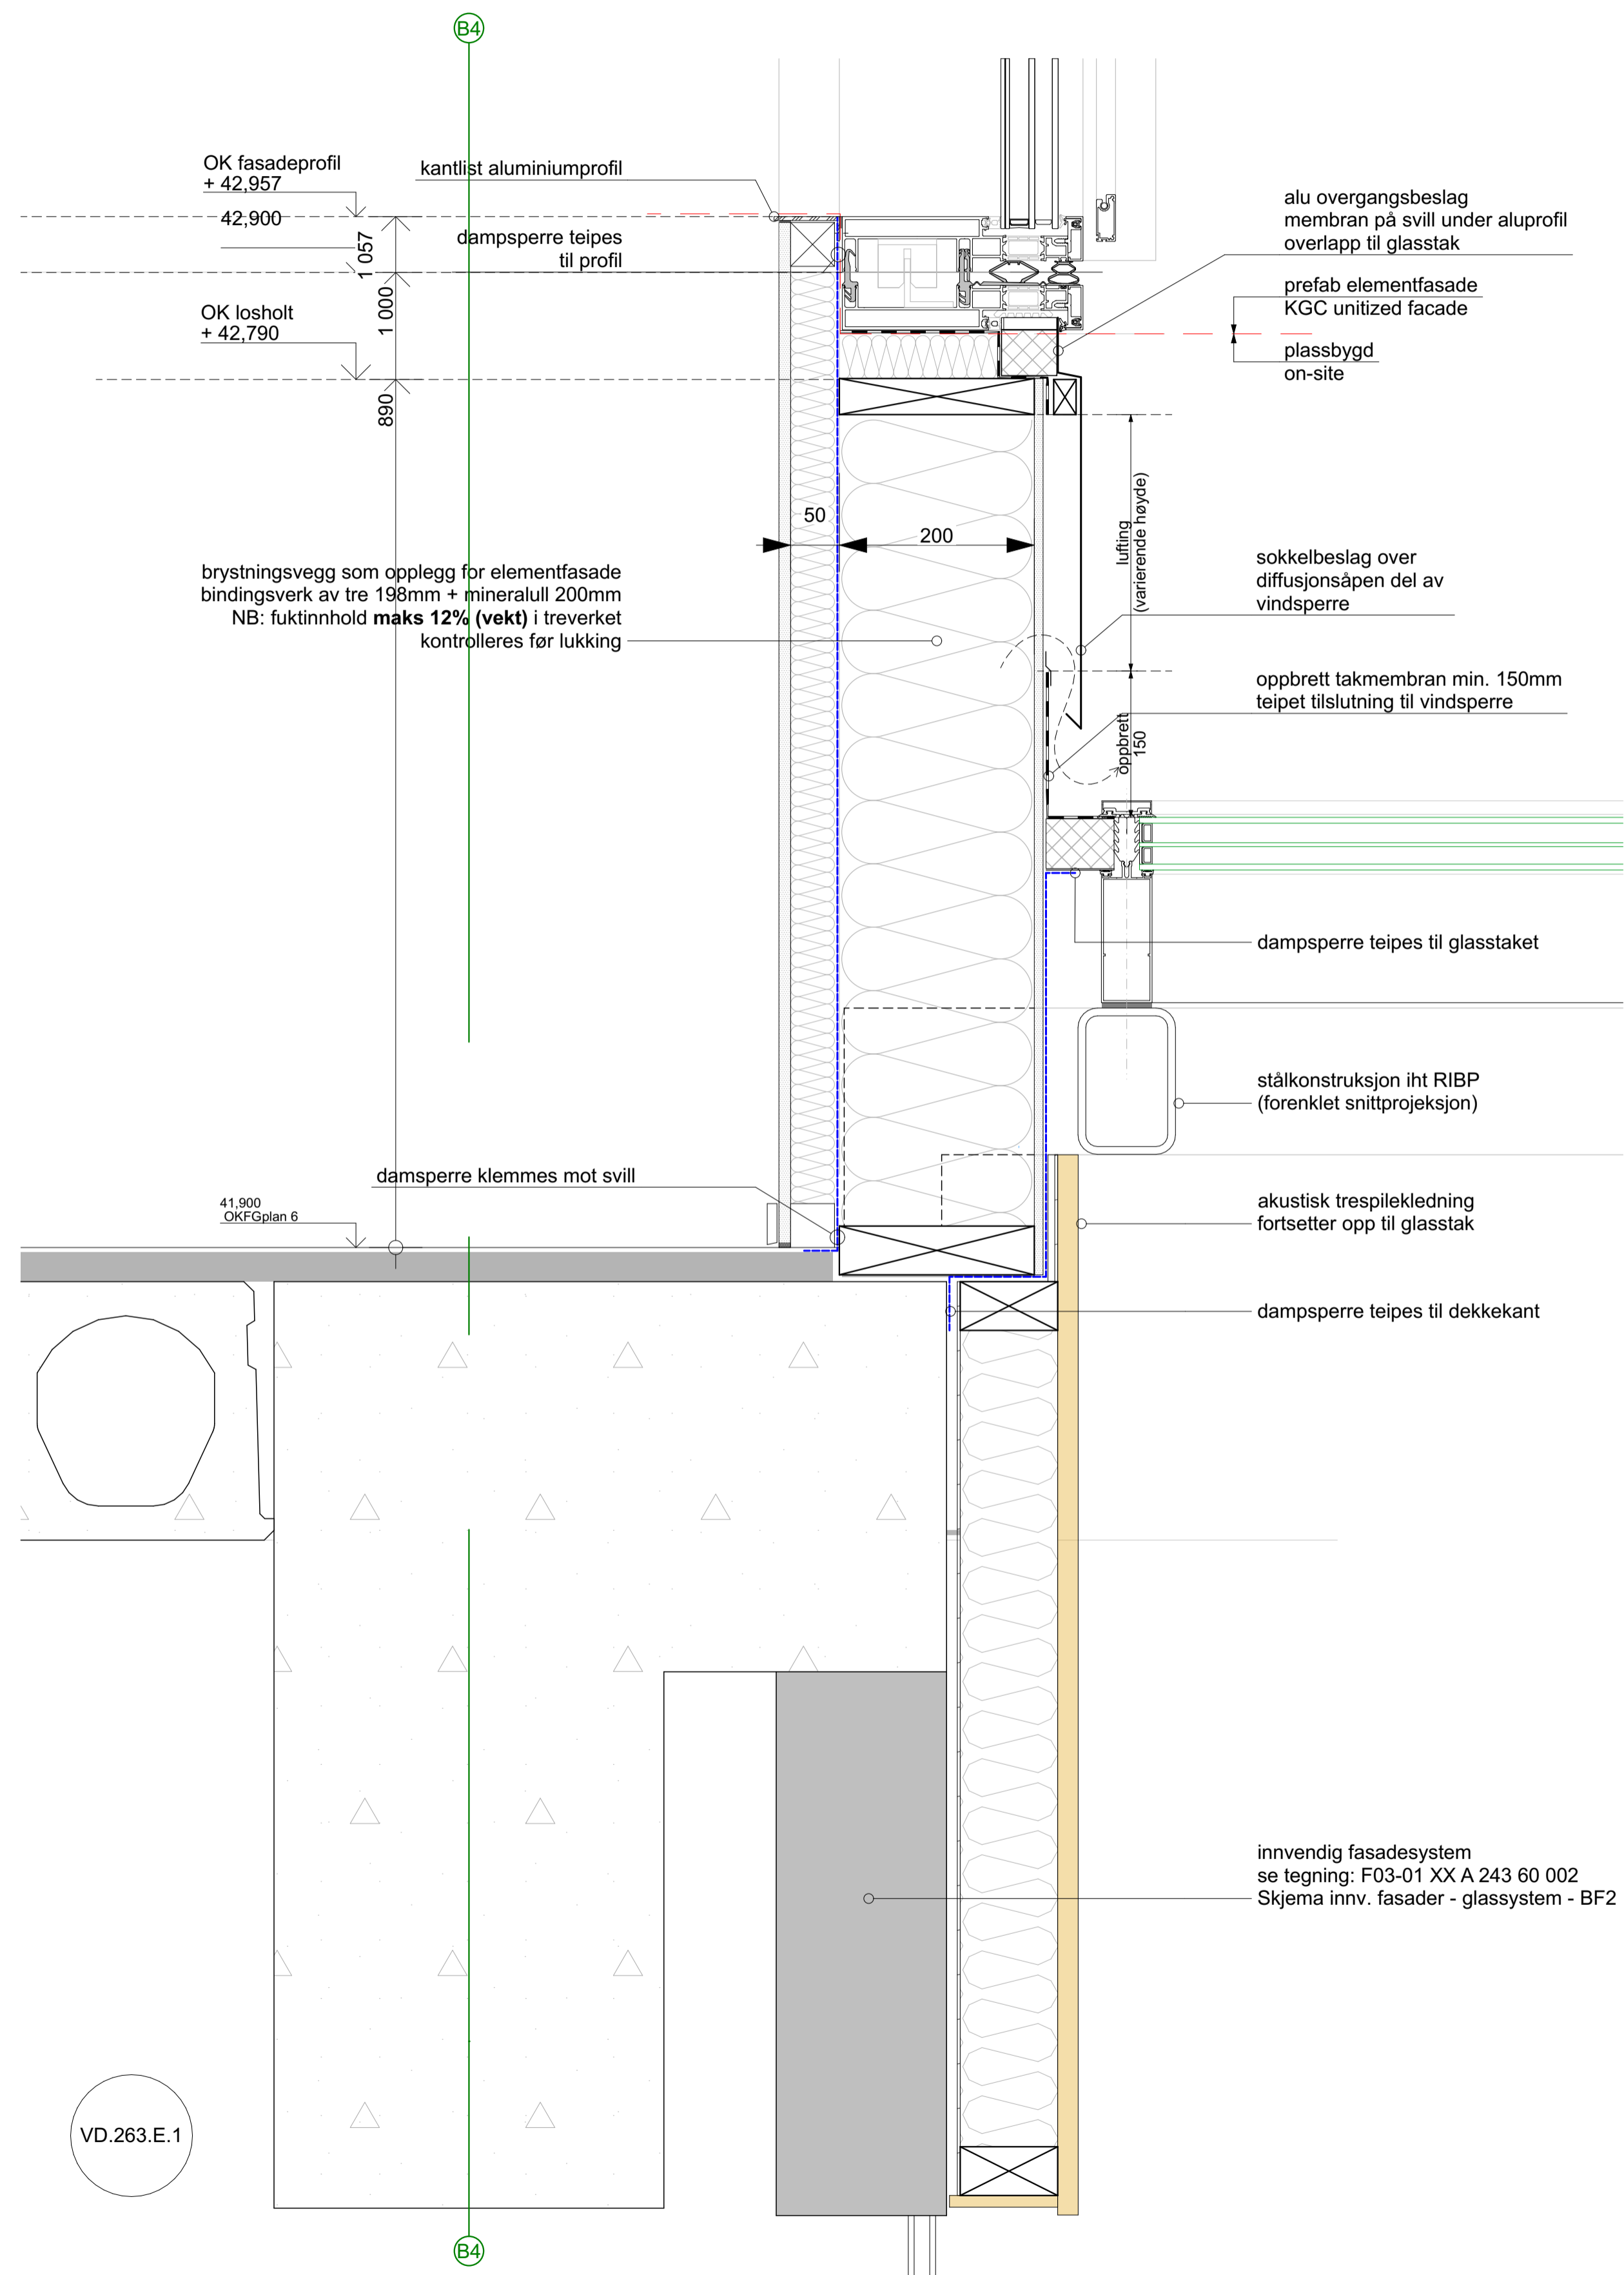 B4
OK fasadeprofil
+ 42,957
42,900
kantlist aluminiumprofil
1 057
dampsperre teipes
til profil
1 000
OK losholt
+ 42,790
890
alu overgangsbeslag
membran på svill under aluprofil
overlapp til glasstak
prefab elementfasade
KGC unitized facade
plassbygd
on-site
50
200
lufting
(varierende høyde)
brystningsvegg som opplegg for elementfasade
bindingsverk av tre 198mm + mineralull 200mm
NB: fuktinnhold maks 12% (vekt) i treverket
kontrolleres før lukking
sokkelbeslag over
diffusjonsåpen del av
vindsperre
oppbrett takmembran min. 150mm
teipet tilslutning til vindsperre
oppbrett
150
dampsperre teipes til glasstaket
stålkonstruksjon iht RIBP
(forenklet snittprojeksjon)
damsperre klemmes mot svill
41,900
OKFGplan 6
akustisk trespilekledning
fortsetter opp til glasstak
dampsperre teipes til dekkekant
innvendig fasadesystem
se tegning: F03-01 XX A 243 60 002
Skjema innv. fasader - glassystem - BF2
VD.263.E.1
B4